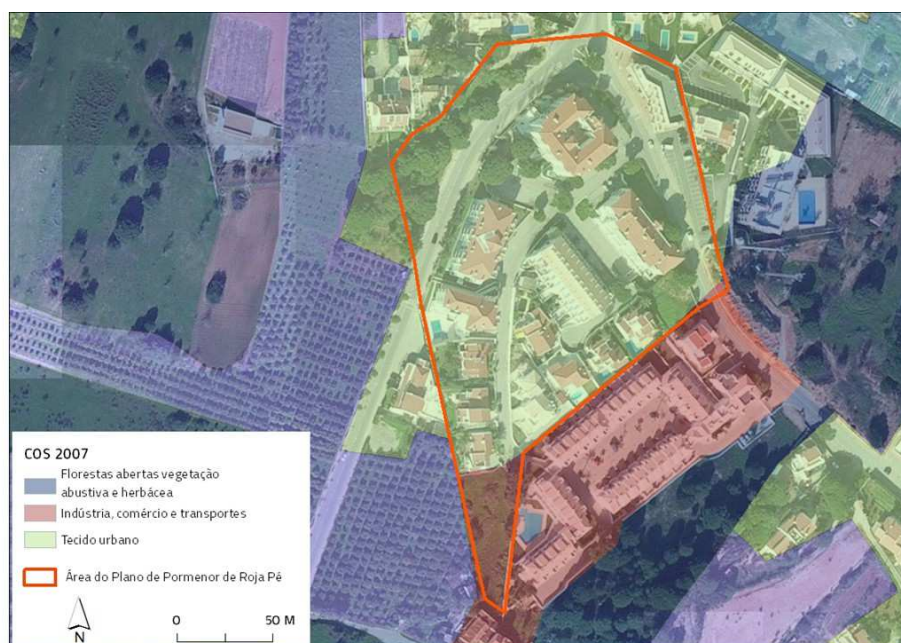 COS 2007
Florestas abertas vegetação
abustiva e herbácea
Indústria, comércio e transportes
Tecido urbano
Área do Plano de Pormenor de Roja Pé
N
0 50 M